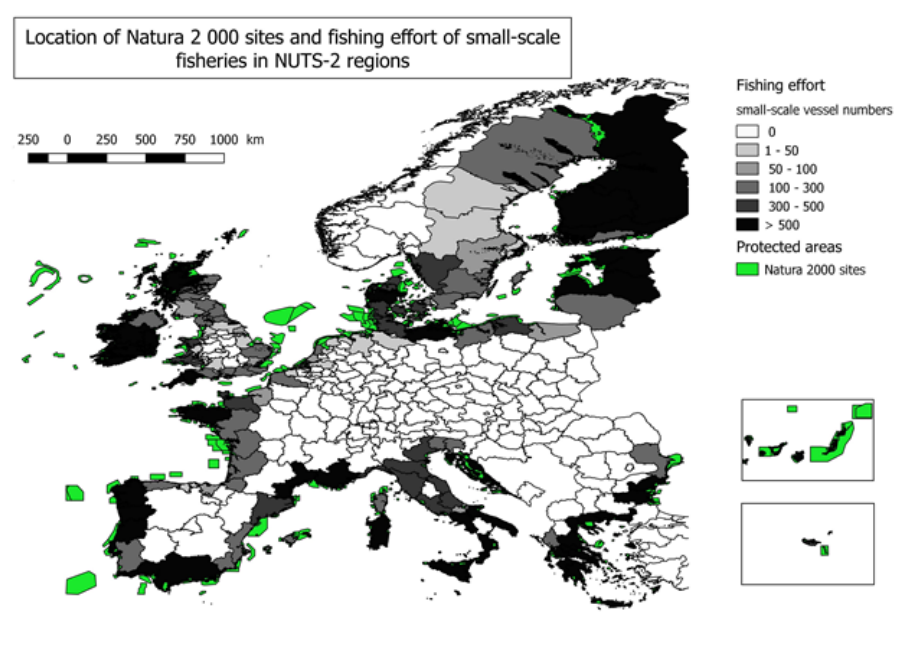 Location of Natura 2 000 sites and fishing effort of small-scale
fisheries in NUTS-2 regions
250 0 250 500 750 1000 km
Fishing effort
small-scale vessel numbers
0
1 - 50
50 - 100
100 - 300
300 - 500
> 500
Protected areas
Natura 2000 sites